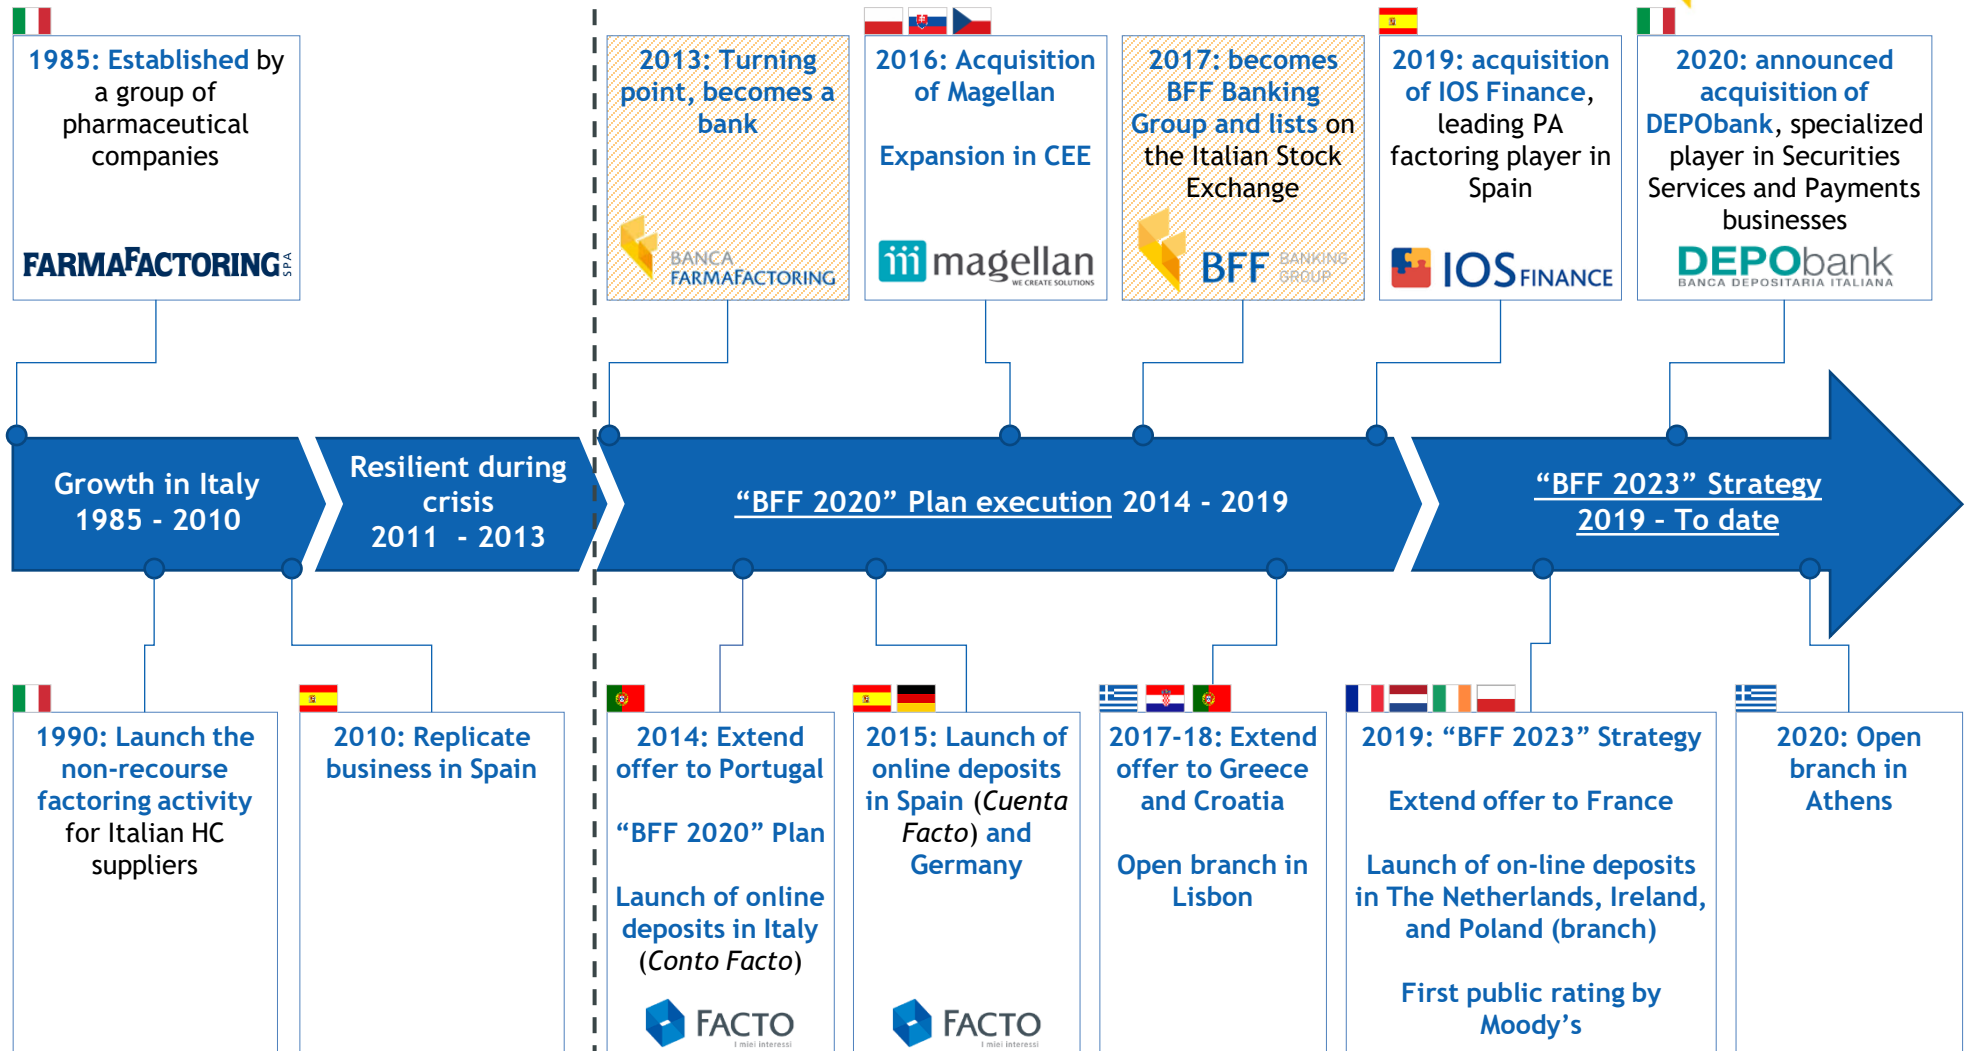 1985: Established by
a group of
pharmaceutical
companies
FARMAFACTORING SPA
2013: Turning
point, becomes a
bank
BANCA
FARMAFACTORING
2016: Acquisition
of Magellan
Expansion in CEE
magellan
WE CREATE SOLUTIONS
2017: becomes
BFF Banking
Group and lists on
the Italian Stock
Exchange
BFF BANKING
GROUP
2019: acquisition
of IOS Finance,
leading PA
factoring player in
Spain
IOS FINANCE
2020: announced
acquisition of
DEPObank, specialized
player in Securities
Services and Payments
businesses
DEPObank
BANCA DEPOSITARIA ITALIANA
Growth in Italy
1985 - 2010
Resilient during
crisis
2011 - 2013
“BFF 2020” Plan execution 2014 - 2019
“BFF 2023” Strategy
2019 - To date
1990: Launch the
non-recourse
factoring activity
for Italian HC
suppliers
2010: Replicate
business in Spain
2014: Extend
offer to Portugal
“BFF 2020” Plan
Launch of online
deposits in Italy
(Conto Facto)
FACTO
I miei interessi
2015: Launch of
online deposits
in Spain (Cuenta
Facto) and
Germany
FACTO
I miei interessi
2017-18: Extend
offer to Greece
and Croatia
Open branch in
Lisbon
2019: “BFF 2023” Strategy
Extend offer to France
Launch of on-line deposits
in The Netherlands, Ireland,
and Poland (branch)
First public rating by
Moody’s
2020: Open
branch in
Athens